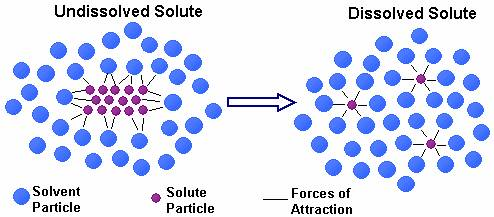 Undissolved Solute
Dissolved Solute
Solvent
Particle
Solute
Particle
Forces of
Attraction